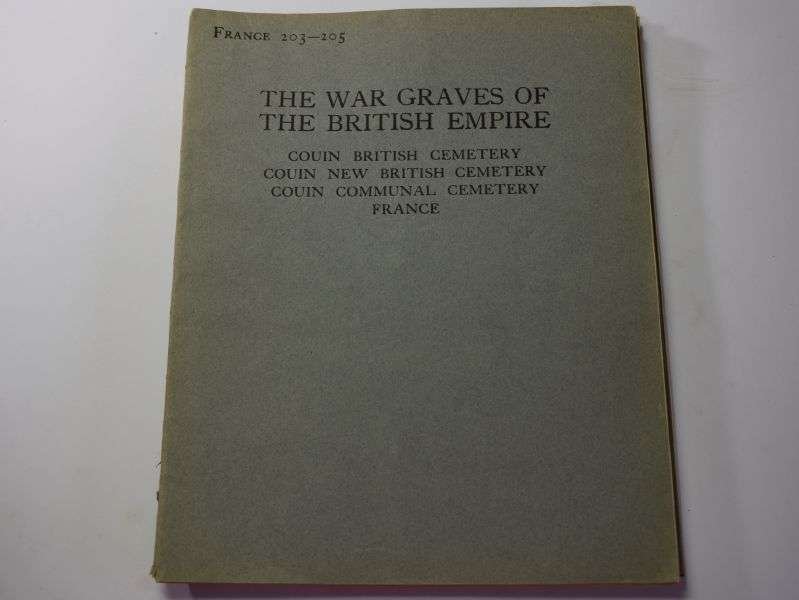 France 203—205
THE WAR GRAVES OF
THE BRITISH EMPIRE
COUIN BRITISH CEMETERY
COUIN NEW BRITISH CEMETERY
COUIN COMMUNAL CEMETERY
FRANCE